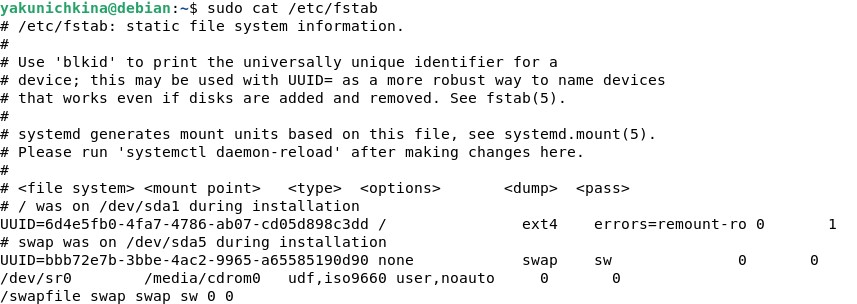 yakunichkina@debian:~$ sudo cat /etc/fstab
# /etc/fstab: static file system information.
#
# Use 'blkid' to print the universally unique identifier for a
# device; this may be used with UUID= as a more robust way to name devices
# that works even if disks are added and removed. See fstab(5).
#
# systemd generates mount units based on this file, see systemd.mount(5).
# Please run 'systemctl daemon-reload' after making changes here.
#
# <file system> <mount point>   <type>  <options>       <dump>  <pass>
# / was on /dev/sda1 during installation
UUID=6d4e5fb0-4fa7-4786-ab07-cd05d898c3dd /               ext4    errors=remount-ro 0       1
# swap was on /dev/sda5 during installation
UUID=bbb72e7b-3bbe-4ac2-9965-a65585190d90 none            swap    sw              0       0
/dev/sr0        /media/cdrom0   udf,iso9660 user,noauto     0       0
/swapfile swap swap sw 0 0